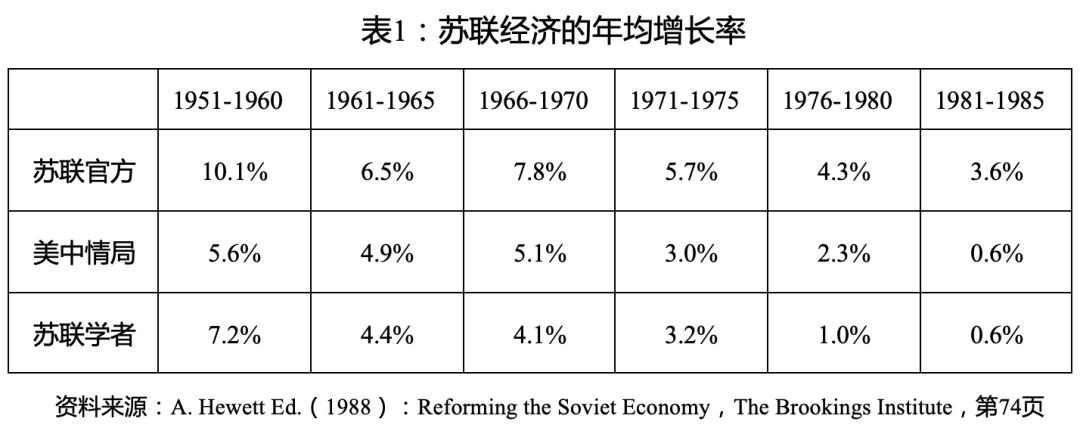 表1：苏联经济的年均增长率
1951-1960 1961-1965 1966-1970 1971-1975 1976-1980 1981-1985
苏联官方 10.1% 6.5% 7.8% 5.7% 4.3% 3.6%
美中情局 5.6% 4.9% 5.1% 3.0% 2.3% 0.6%
苏联学者 7.2% 4.4% 4.1% 3.2% 1.0% 0.6%
资料来源：A. Hewett Ed.（1988）：Reforming the Soviet Economy，The Brookings Institute，第74页